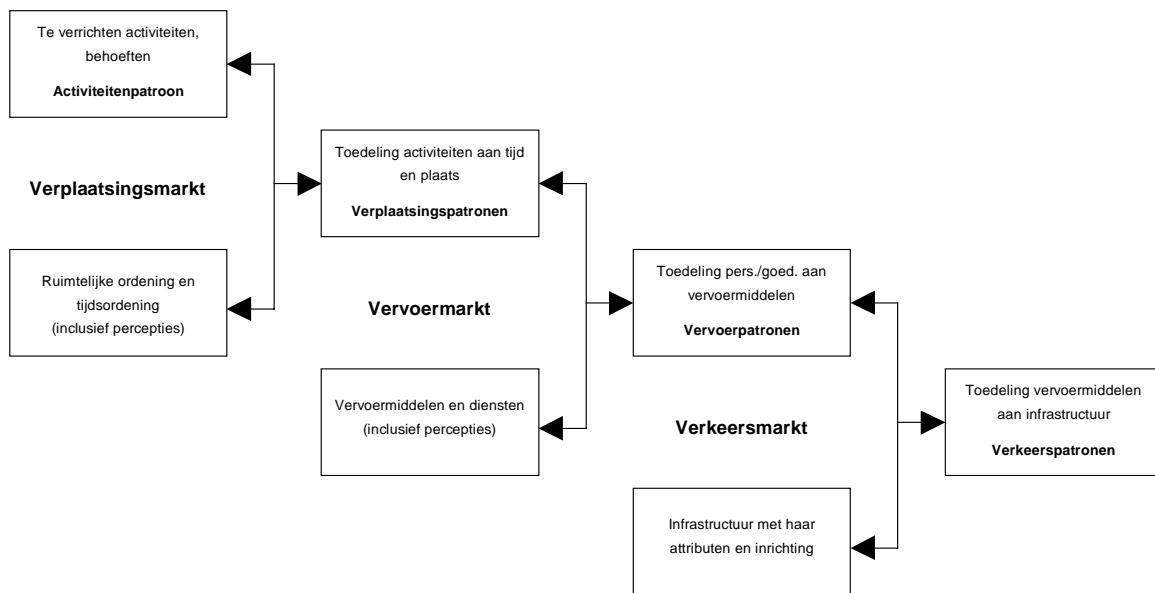 Te verrichten activiteiten,
behoeften
Activiteitenpatroon
Verplaatsingsmarkt
Ruimtelijke ordening en
tijdsordening
(inclusief percepties)
Toedeling activiteiten aan tijd
en plaats
Verplaatsingspatronen
Vervoermarkt
Vervoermiddelen en diensten
(inclusief percepties)
Toedeling pers./goed. aan
vervoermiddelen
Vervoerpatronen
Verkeersmarkt
Infrastructuur met haar
attributen en inrichting
Toedeling vervoermiddelen
aan infrastructuur
Verkeerspatronen